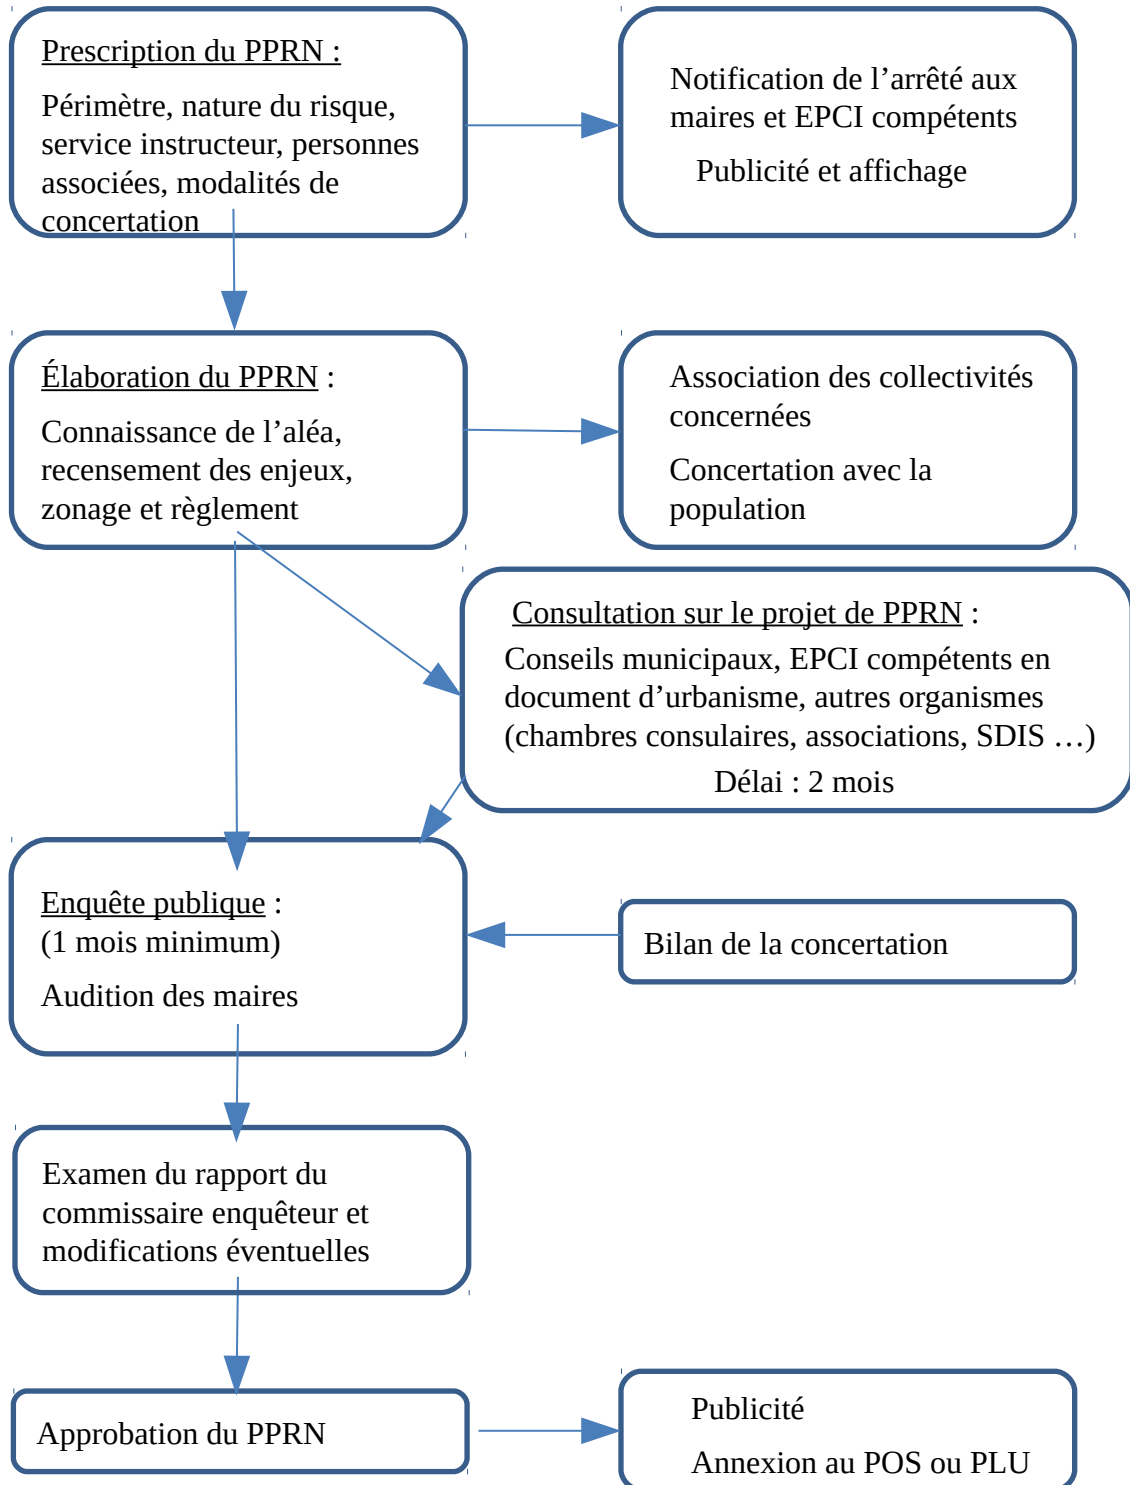 Prescription du PPRN :
Périmètre, nature du risque,
service instructeur, personnes
associées, modalités de
concertation
Notification de l’arrêté aux
maires et EPCI compétents
Publicité et affichage
Élaboration du PPRN :
Connaissance de l’aléa,
recensement des enjeux,
zonage et règlement
Association des collectivités
concernées
Concertation avec la
population
Consultation sur le projet de PPRN :
Conseils municipaux, EPCI compétents en
document d’urbanisme, autres organismes
(chambres consulaires, associations, SDIS …)
Délai : 2 mois
Enquête publique :
(1 mois minimum)
Audition des maires
Bilan de la concertation
Examen du rapport du
commissaire enquêteur et
modifications éventuelles
Approbation du PPRN
Publicité
Annexion au POS ou PLU